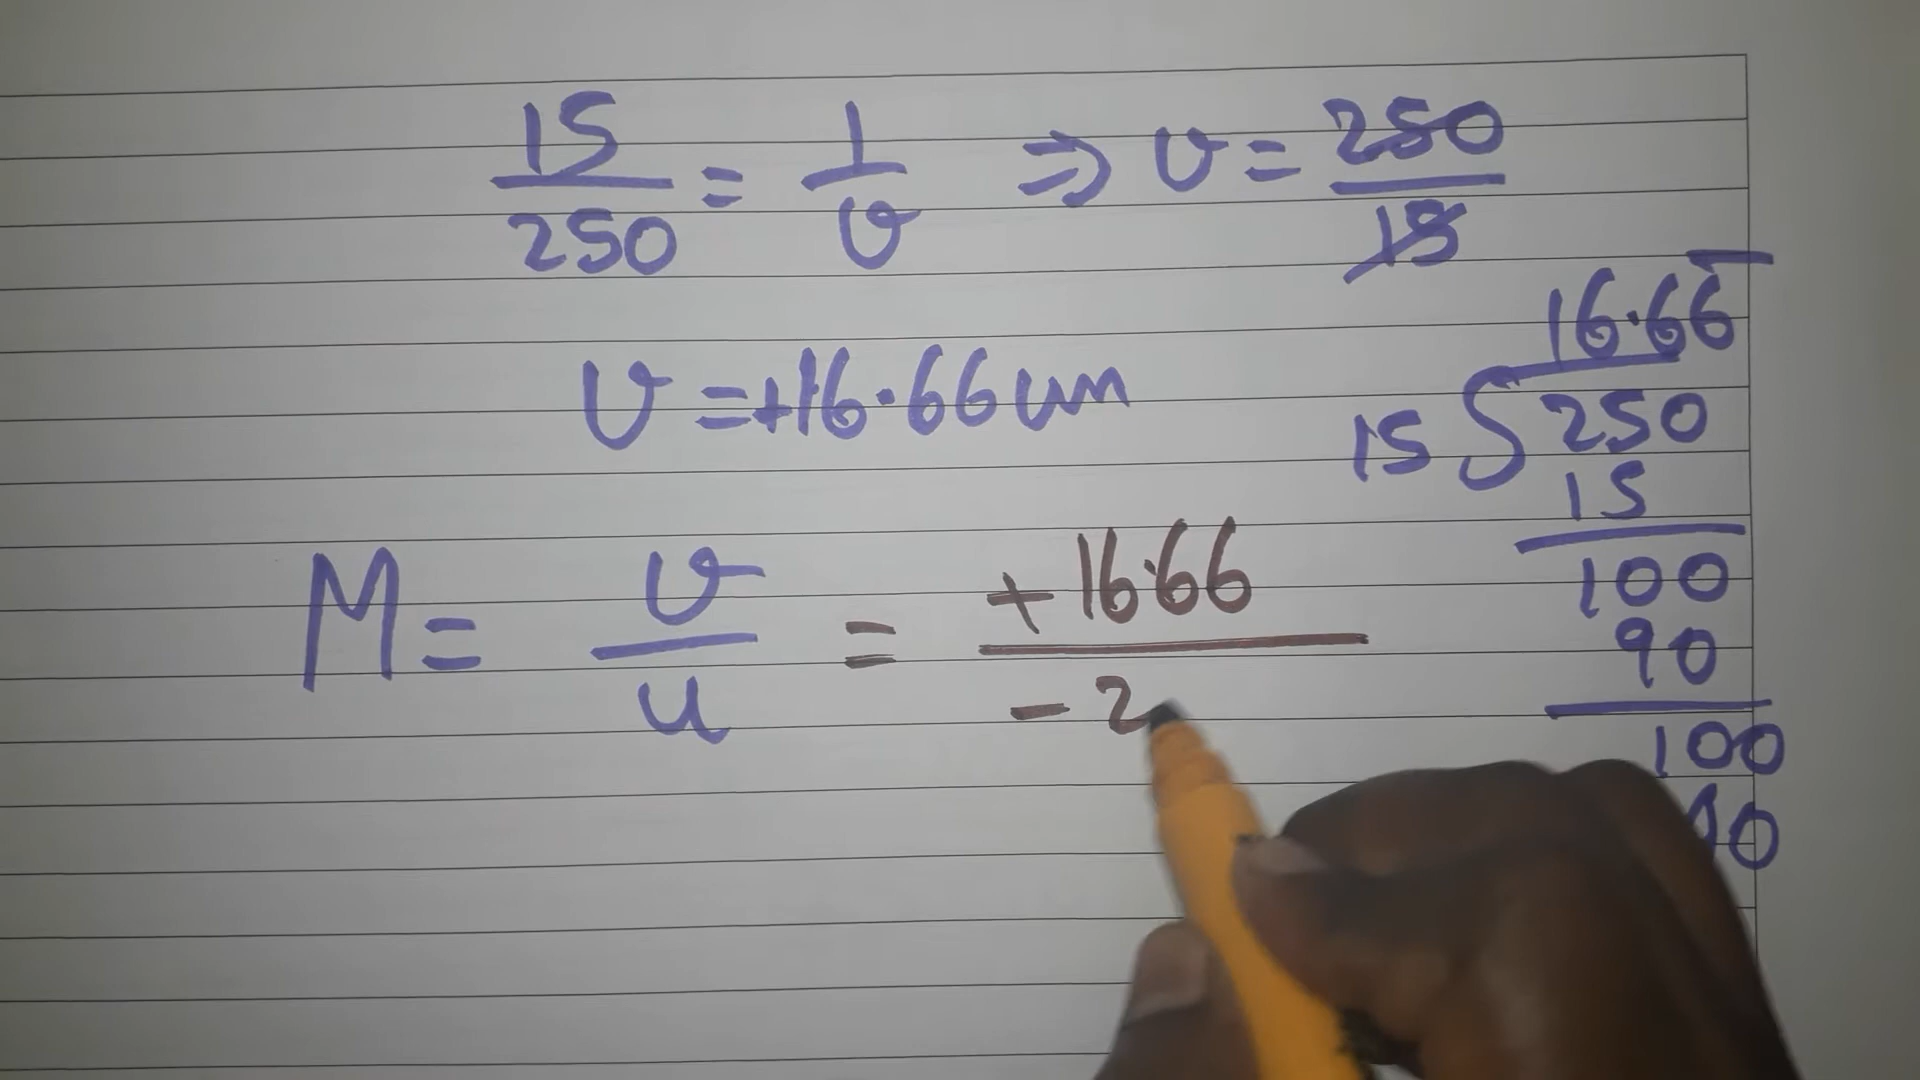 15/250 = 1/v ⇒ v = 250/15
v = +16.66 cm
M = v/u = +16.66/-2
16.66
15 250
15
100
90
100
90